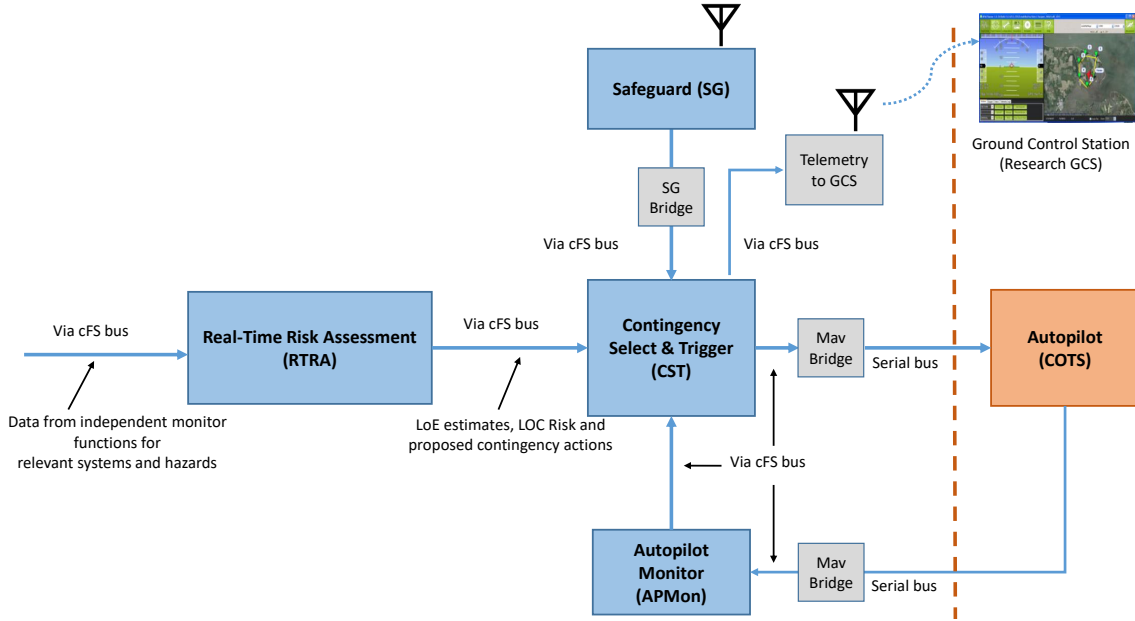 Safeguard (SG)
Telemetry
to GCS
Ground Control Station
(Research GCS)
SG
Bridge
Via cFS bus
Via cFS bus
Via cFS bus
Real-Time Risk Assessment
(RTRA)
Via cFS bus
Contingency
Select & Trigger
(CST)
Mav
Bridge
Serial bus
Autopilot
(COTS)
Data from independent monitor
functions for
relevant systems and hazards
LoE estimates, LOC Risk and
proposed contingency actions
Via cFS bus
Autopilot
Monitor
(APMon)
Mav
Bridge
Serial bus